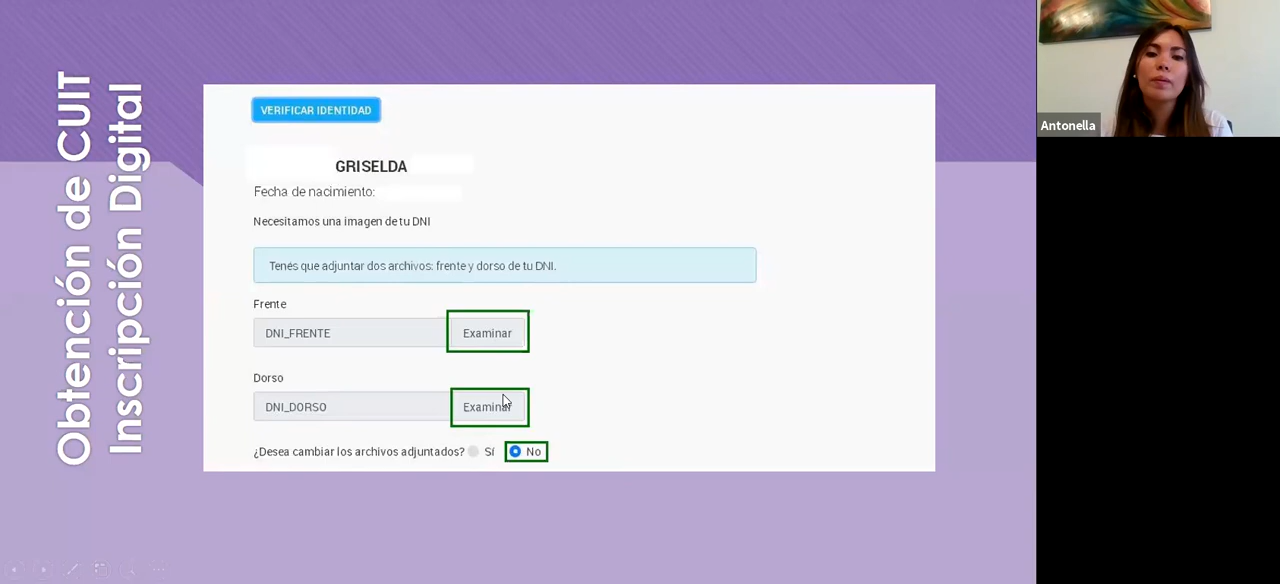 Obtención de CUIT
Inscripción Digital
VERIFICAR IDENTIDAD
GRISELDA
Fecha de nacimiento:
Necesitamos una imagen de tu DNI
Tenés que adjuntar dos archivos: frente y dorso de tu DNI.
Frente
DNI_FRENTE Examinar
Dorso
DNI_DORSO Examinar
¿Desea cambiar los archivos adjuntados? Sí No
Antonella